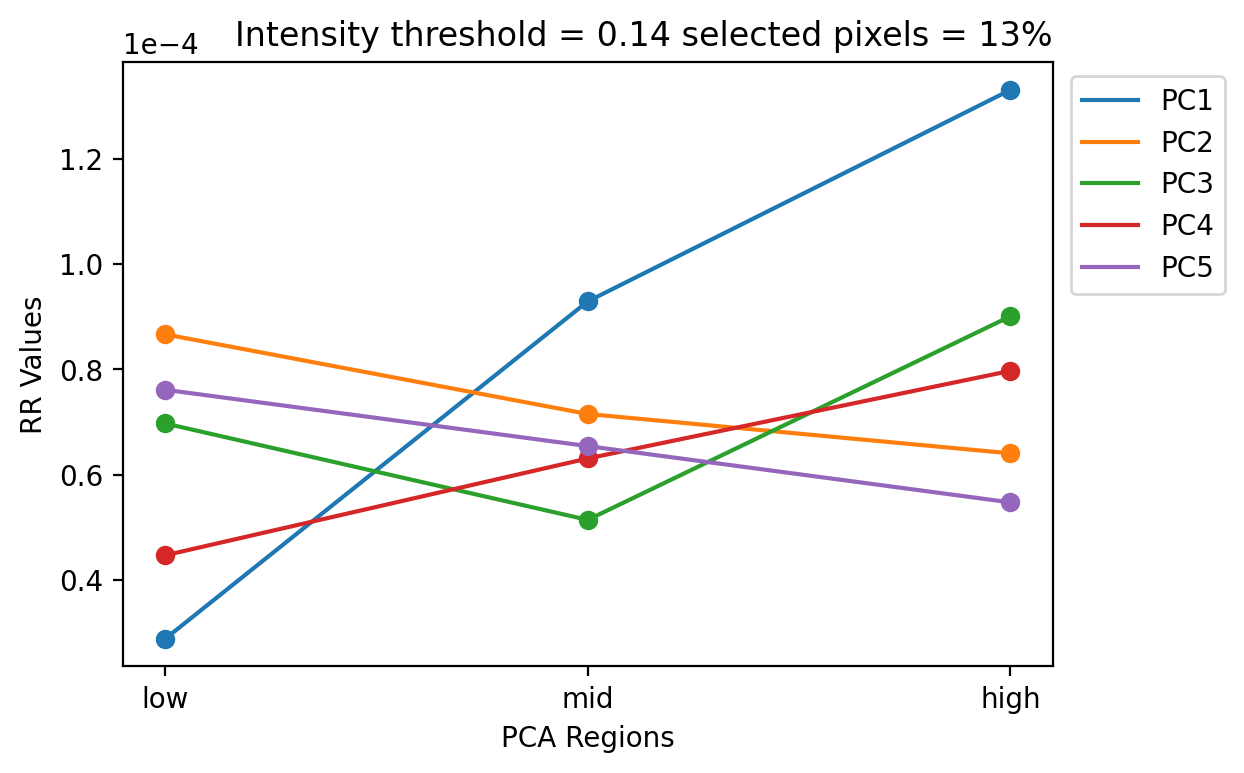 1e−4
Intensity threshold = 0.14 selected pixels = 13%
1.2
1.0
0.8
0.6
0.4
RR Values
low
mid
high
PCA Regions
PC1
PC2
PC3
PC4
PC5